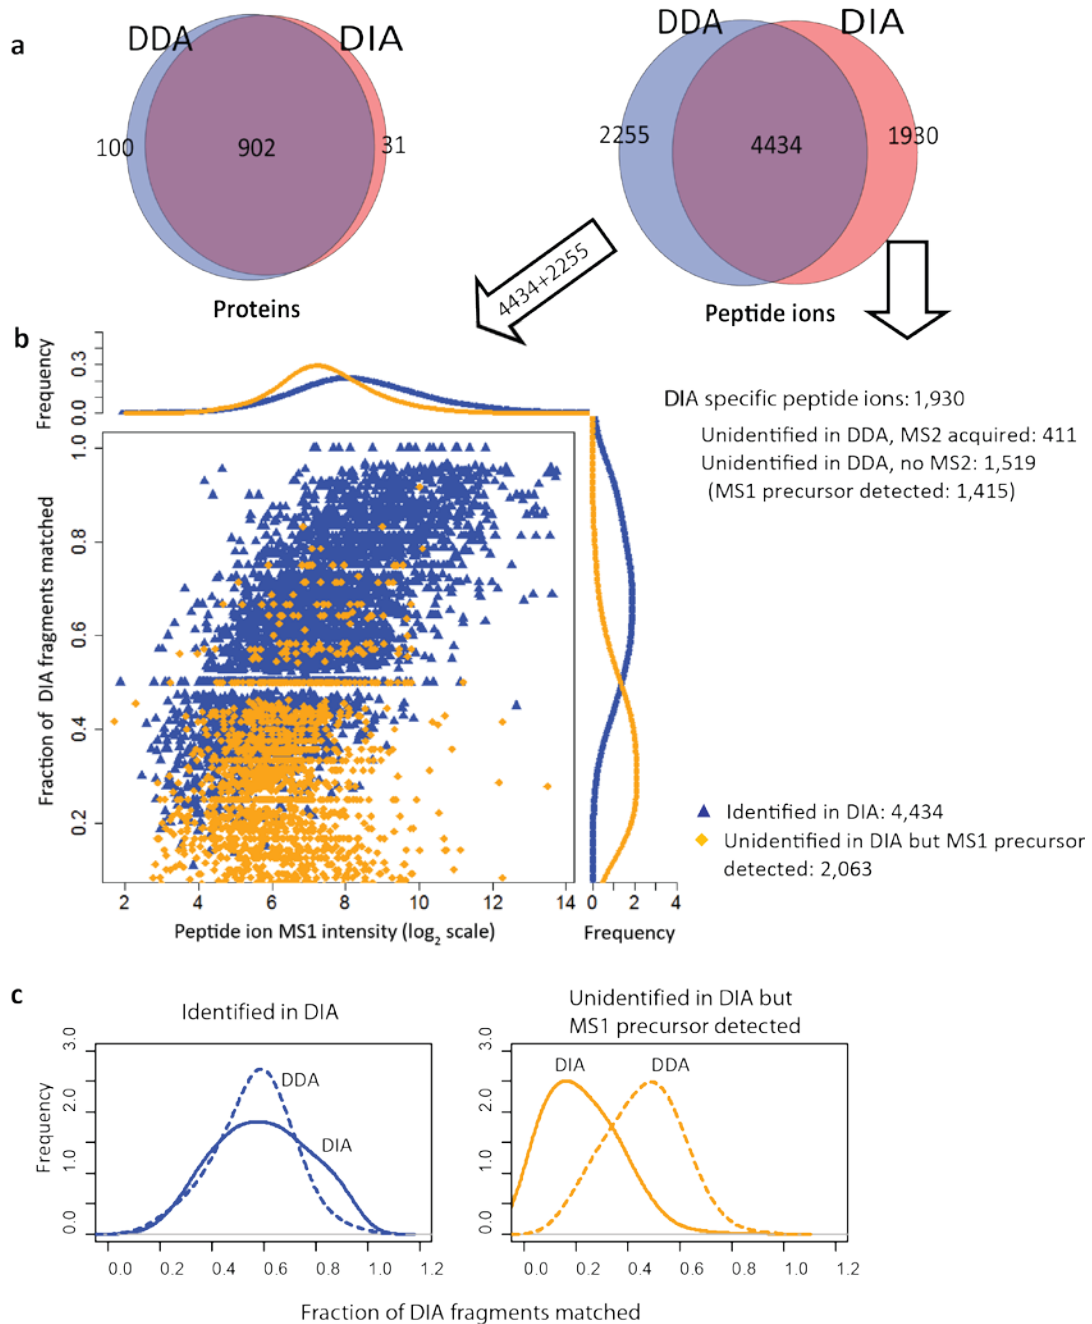 a
DDA
DIA
100
902
31
Proteins
DDA
DIA
2255
4434
1930
Peptide ions
4434+2255
b
Frequency
0.0
0.3
DIA specific peptide ions: 1,930
Unidentified in DDA, MS2 acquired: 411
Unidentified in DDA, no MS2: 1,519
(MS1 precursor detected: 1,415)
Fraction of DIA fragments matched
1.0
0.8
0.6
0.4
0.2
2 4 6 8 10 12 14
Peptide ion MS1 intensity (log2 scale)
0 2 4
Frequency
Identified in DIA: 4,434
Unidentified in DIA but MS1 precursor
detected: 2,063
c
Identified in DIA
Frequency
3.0
2.0
1.0
0.0
DDA
DIA
0.0 0.2 0.4 0.6 0.8 1.0 1.2
Unidentified in DIA but
MS1 precursor detected
3.0
2.0
1.0
0.0
DIA
DDA
0.0 0.2 0.4 0.6 0.8 1.0 1.2
Fraction of DIA fragments matched